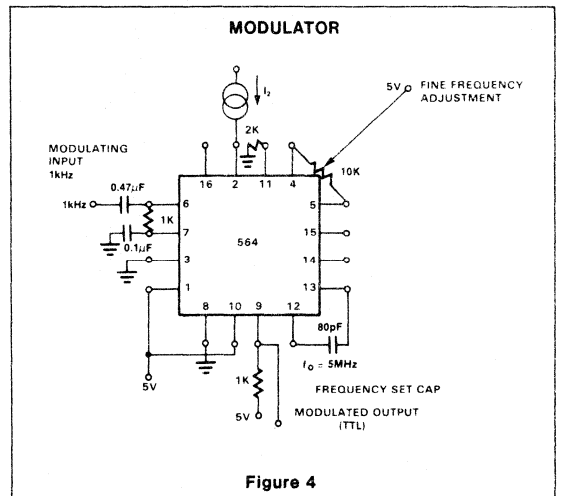 MODULATOR
5V
FINE FREQUENCY
ADJUSTMENT
I₂
2K
MODULATING
INPUT
1kHz
16
2
11
4
10K
0.47µF
1kHz
6
5
1K
7
564
15
0.1µF
3
14
1
13
8
10
9
12
80pF
fo = 5MHz
5V
1K
FREQUENCY SET CAP
5V
MODULATED OUTPUT
(TTL)
Figure 4